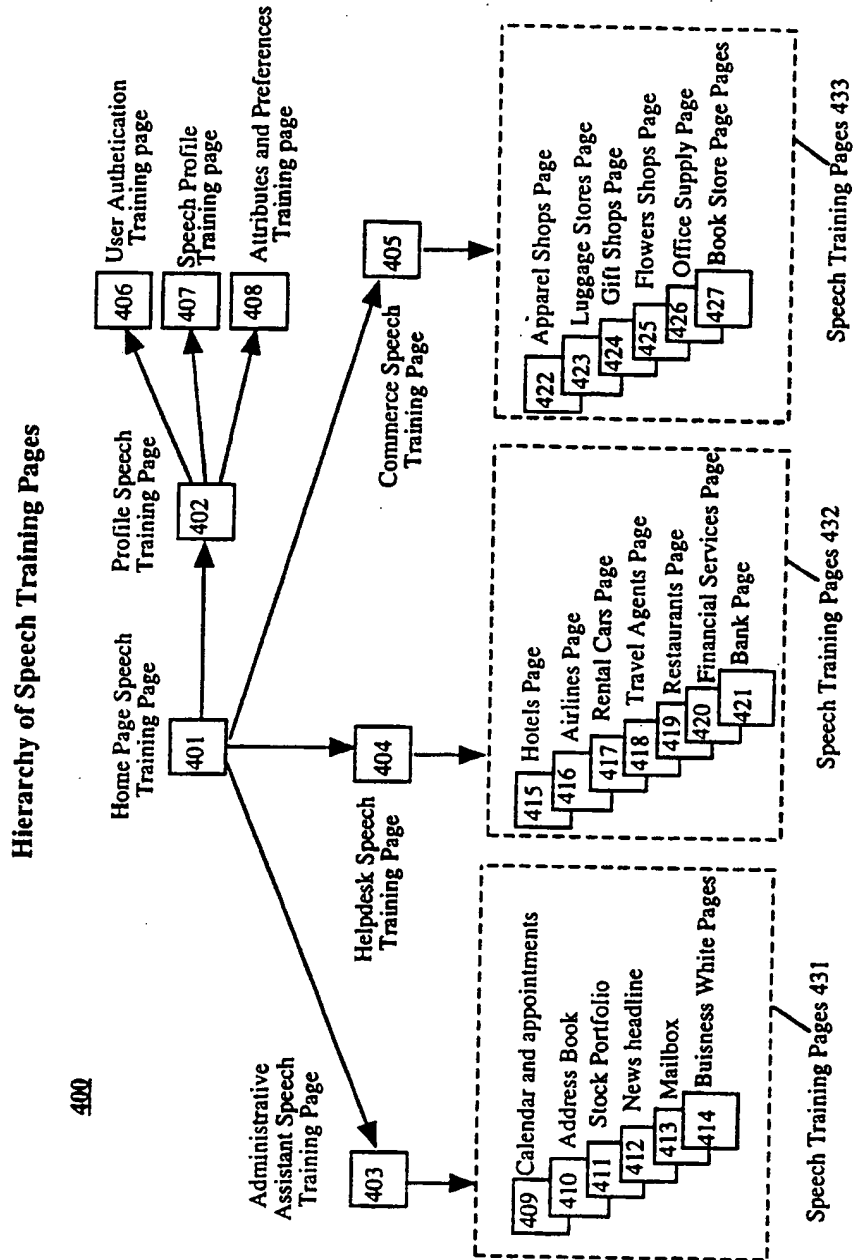 Hierarchy of Speech Training Pages
400
Home Page Speech
Training Page
401
Profile Speech
Training Page
402
406
User Authetication
Training page
407
Speech Profile
Training page
408
Attributes and Preferences
Training page
Administrative
Assistant Speech
Training Page
403
Helpdesk Speech
Training Page
404
Commerce Speech
Training Page
405
409 Calendar and appointments
410 Address Book
411 Stock Portfolio
412 News headline
413 Mailbox
414 Buisness White Pages
Speech Training Pages 431
415 Hotels Page
416 Airlines Page
417 Rental Cars Page
418 Travel Agents Page
419 Restaurants Page
420 Financial Services Page
421 Bank Page
Speech Training Pages 432
422 Apparel Shops Page
423 Luggage Stores Page
424 Gift Shops Page
425 Flowers Shops Page
426 Office Supply Page
427 Book Store Page Pages
Speech Training Pages 433